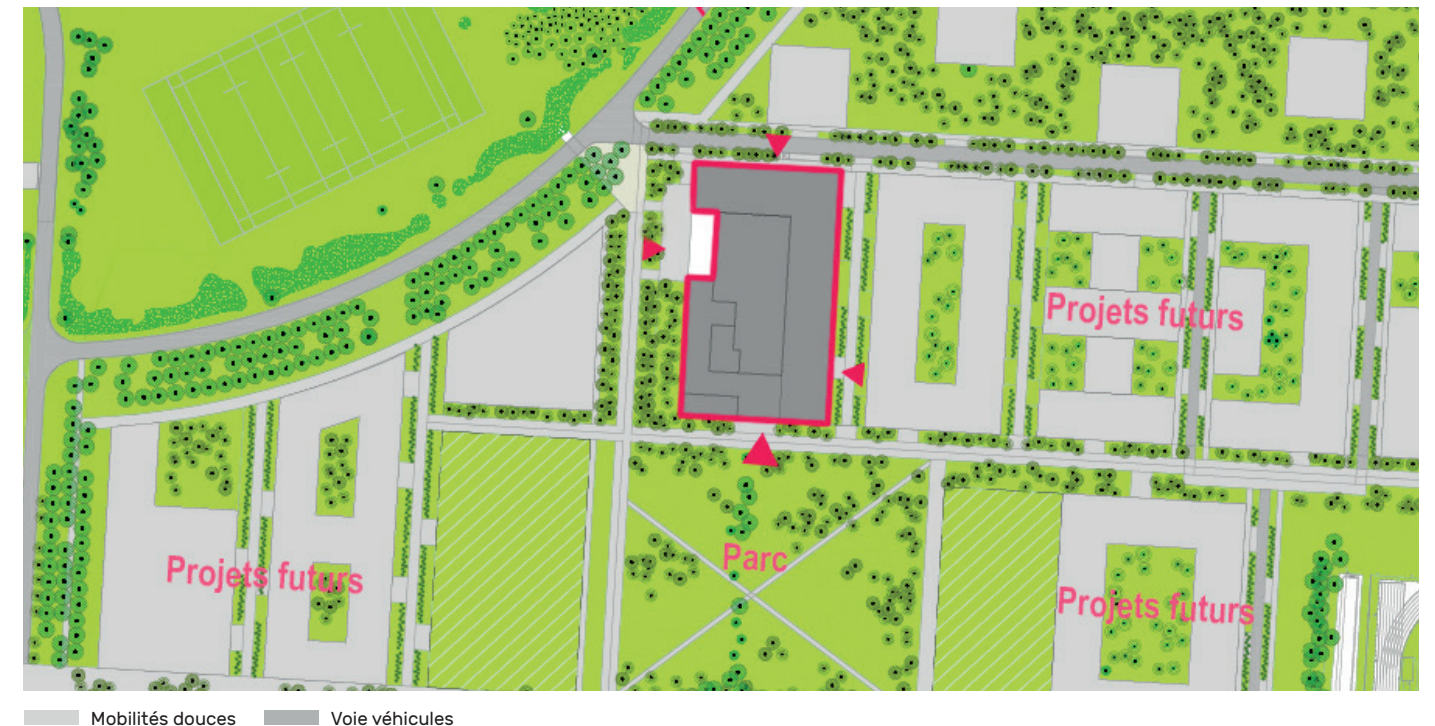 Projets futurs
Parc
Projets futurs
Projets futurs
Mobilités douces
Voie véhicules